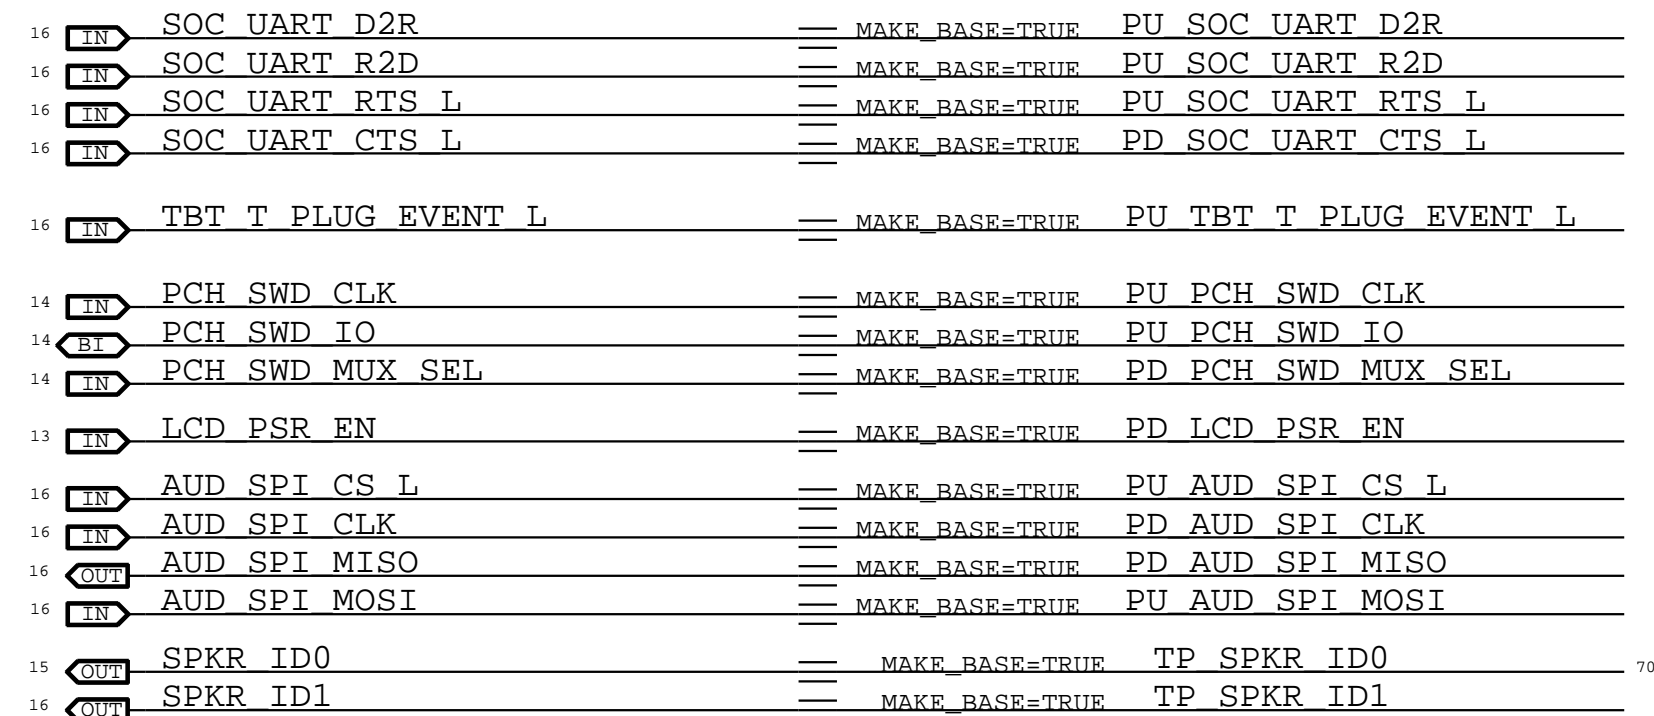 16 IN SOC_UART_D2R MAKE_BASE=TRUE PU_SOC_UART_D2R
16 IN SOC_UART_R2D MAKE_BASE=TRUE PU_SOC_UART_R2D
16 IN SOC_UART_RTS_L MAKE_BASE=TRUE PU_SOC_UART_RTS_L
16 IN SOC_UART_CTS_L MAKE_BASE=TRUE PD_SOC_UART_CTS_L
16 IN TBT_T_PLUG_EVENT_L MAKE_BASE=TRUE PU_TBT_T_PLUG_EVENT_L
14 IN PCH_SWD_CLK MAKE_BASE=TRUE PU_PCH_SWD_CLK
14 BI PCH_SWD_IO MAKE_BASE=TRUE PU_PCH_SWD_IO
14 IN PCH_SWD_MUX_SEL MAKE_BASE=TRUE PD_PCH_SWD_MUX_SEL
13 IN LCD_PSR_EN MAKE_BASE=TRUE PD_LCD_PSR_EN
16 IN AUD_SPI_CS_L MAKE_BASE=TRUE PU_AUD_SPI_CS_L
16 IN AUD_SPI_CLK MAKE_BASE=TRUE PD_AUD_SPI_CLK
16 OUT AUD_SPI_MISO MAKE_BASE=TRUE PD_AUD_SPI_MISO
16 IN AUD_SPI_MOSI MAKE_BASE=TRUE PU_AUD_SPI_MOSI
15 OUT SPKR_ID0 MAKE_BASE=TRUE TP_SPKR_ID0 70
16 OUT SPKR_ID1 MAKE_BASE=TRUE TP_SPKR_ID1